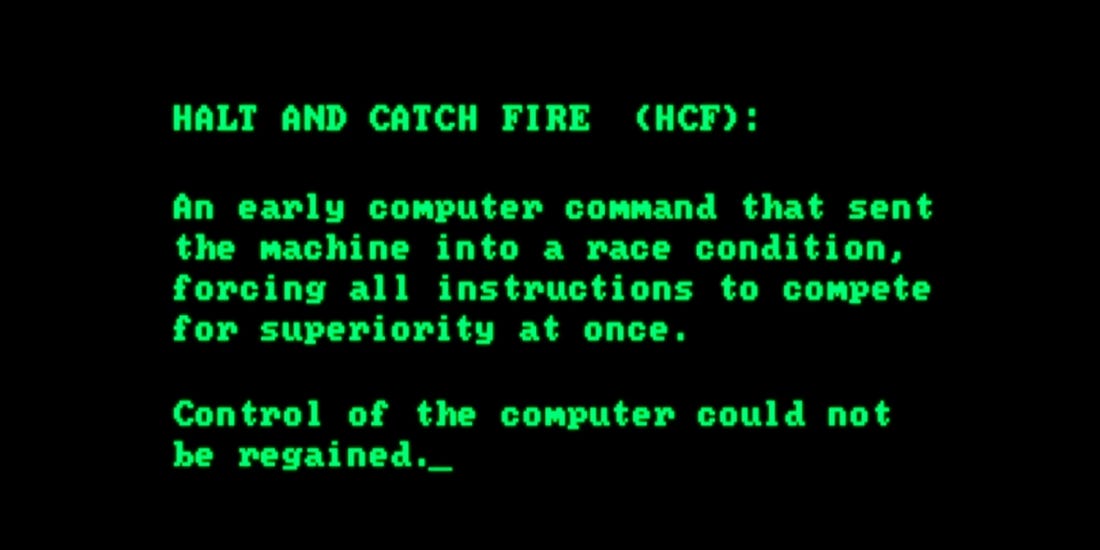 HALT AND CATCH FIRE (HCF):
An early computer command that sent
the machine into a race condition,
forcing all instructions to compete
for superiority at once.
Control of the computer could not
be regained._